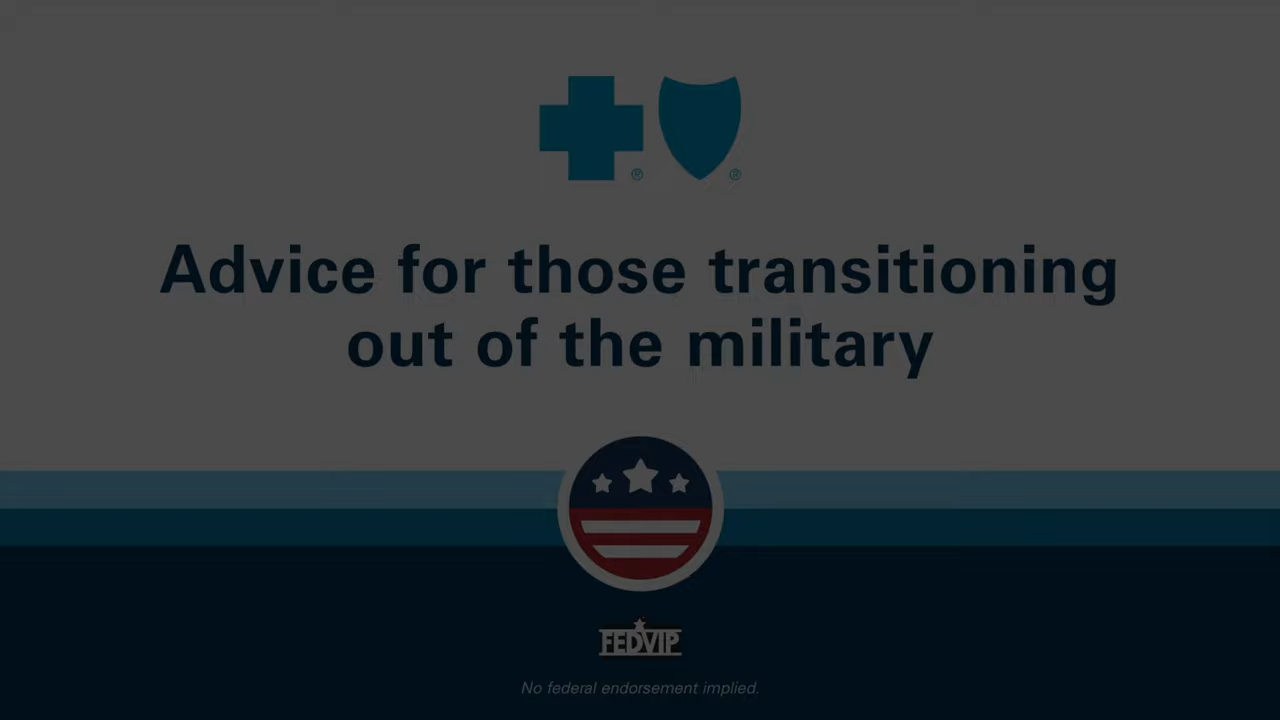 Advice for those transitioning
out of the military
FEDVIP
No federal endorsement implied.